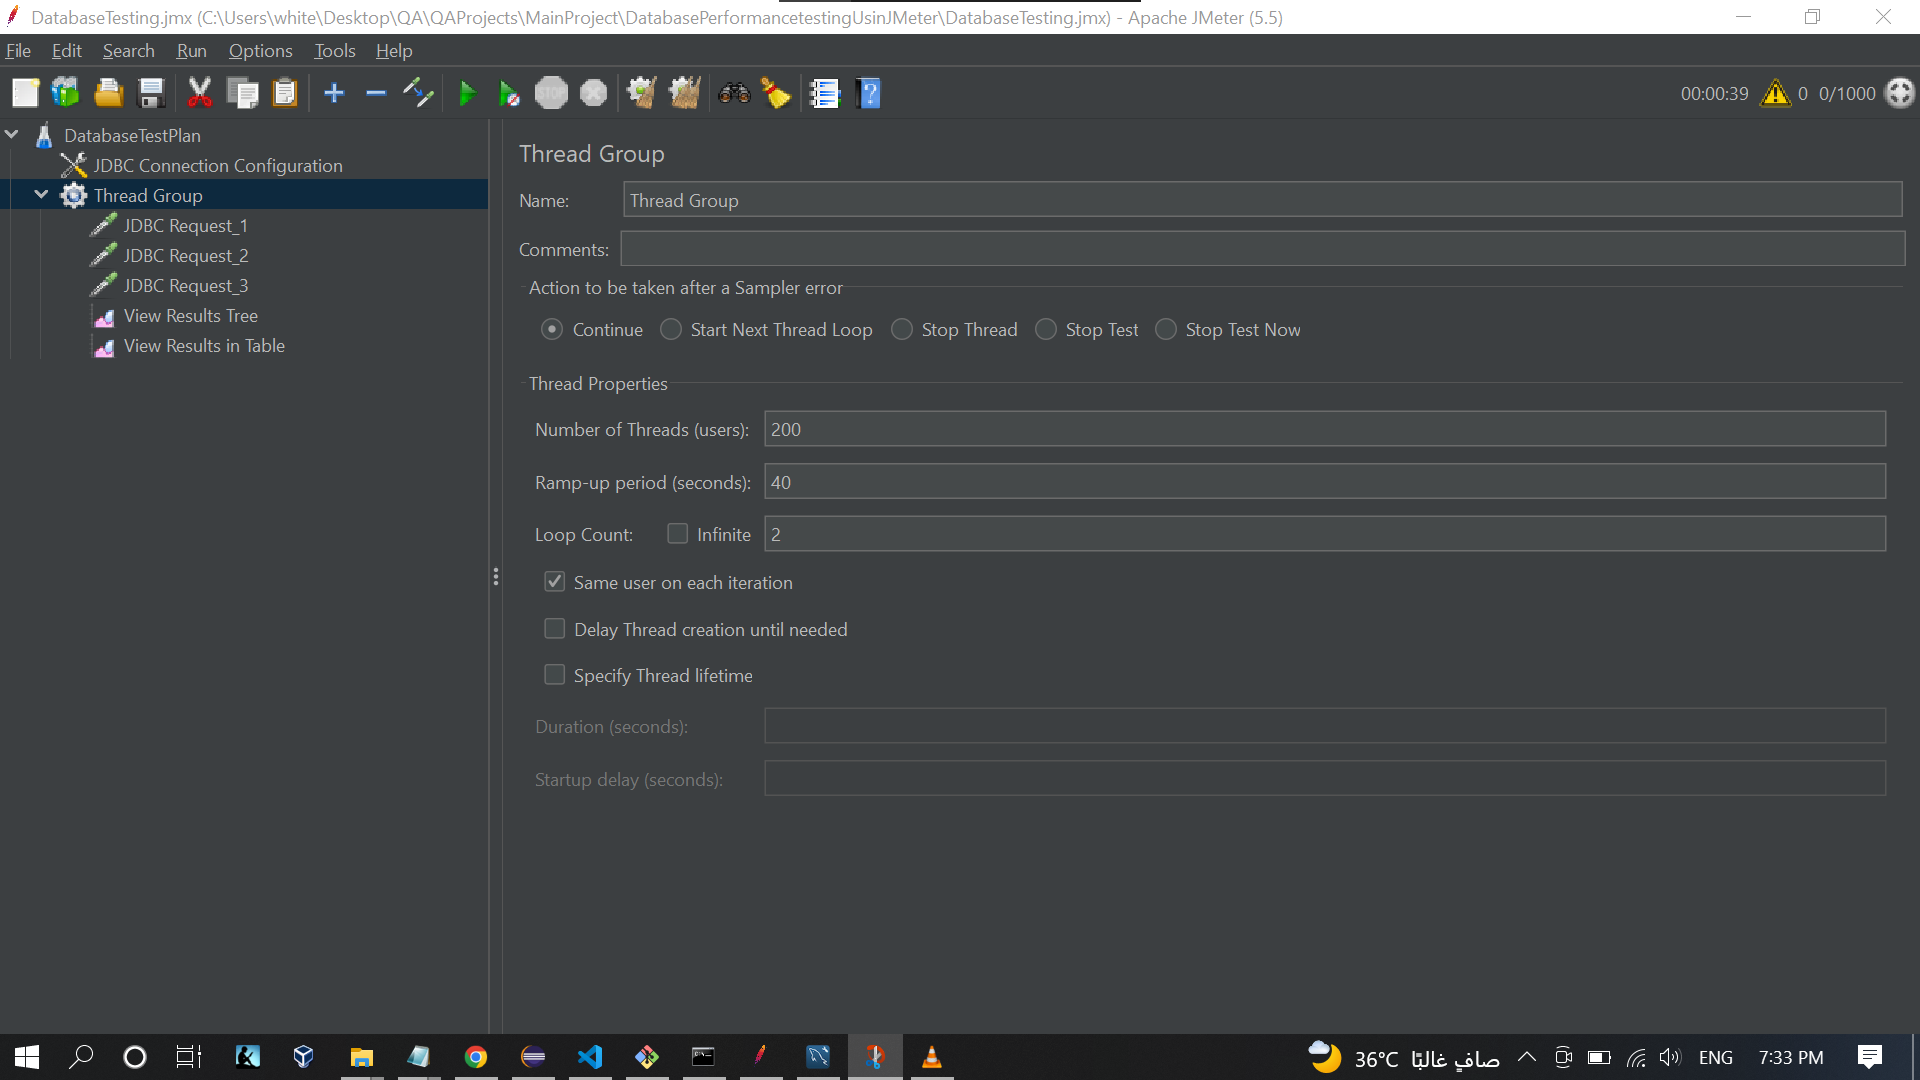 DatabaseTesting.jmx (C:\Users\white\Desktop\QA\QAProjects\MainProject\DatabasePerformancetestingUsinJMeter\DatabaseTesting.jmx) - Apache JMeter (5.5)
File Edit Search Run Options Tools Help
STOP 00:00:39 0 0/1000
DatabaseTestPlan
JDBC Connection Configuration
Thread Group
JDBC Request_1
JDBC Request_2
JDBC Request_3
View Results Tree
View Results in Table
Thread Group
Name: Thread Group
Comments:
Action to be taken after a Sampler error
Continue Start Next Thread Loop Stop Thread Stop Test Stop Test Now
Thread Properties
Number of Threads (users): 200
Ramp-up period (seconds): 40
Loop Count: Infinite 2
Same user on each iteration
Delay Thread creation until needed
Specify Thread lifetime
Duration (seconds):
Startup delay (seconds):
36°C صافٍ غالبًا ENG 7:33 PM